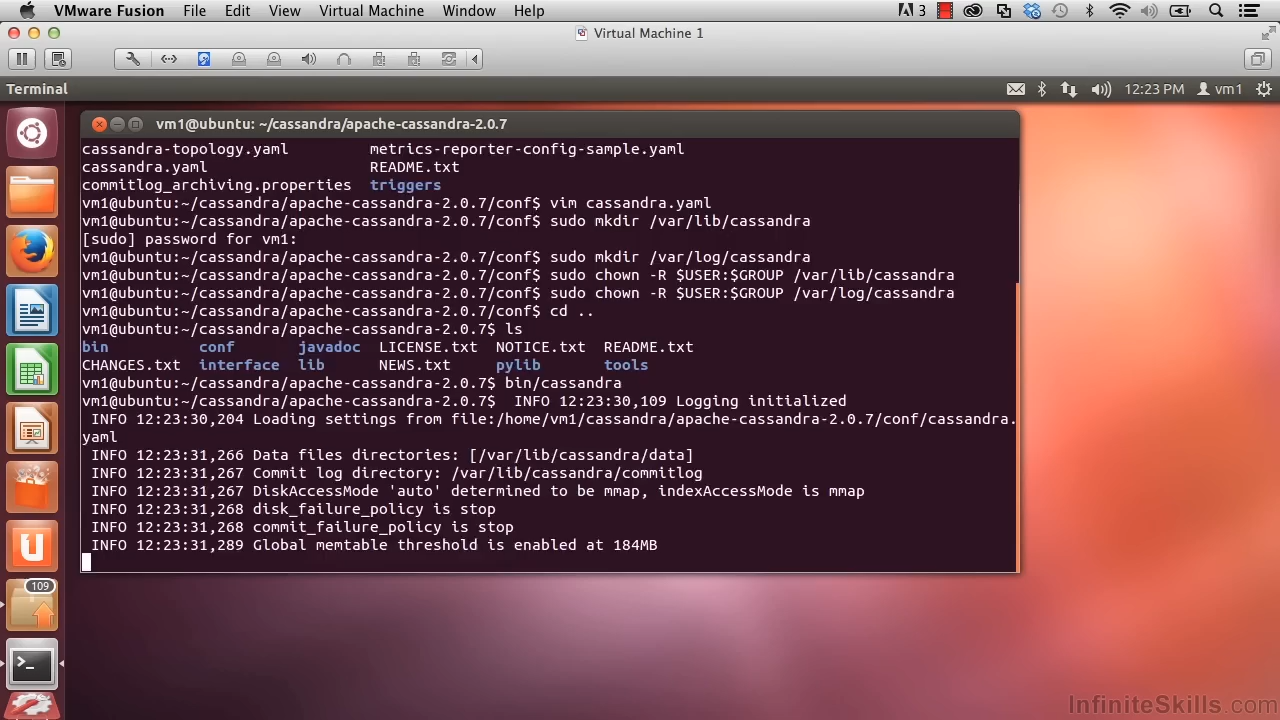 VMware Fusion File Edit View Virtual Machine Window Help 3
Virtual Machine 1
Terminal 12:23 PM vm1
vm1@ubuntu: ~/cassandra/apache-cassandra-2.0.7
cassandra-topology.yaml metrics-reporter-config-sample.yaml
cassandra.yaml README.txt
commitlog_archiving.properties triggers
vm1@ubuntu:~/cassandra/apache-cassandra-2.0.7/conf$ vim cassandra.yaml
vm1@ubuntu:~/cassandra/apache-cassandra-2.0.7/conf$ sudo mkdir /var/lib/cassandra
[sudo] password for vm1:
vm1@ubuntu:~/cassandra/apache-cassandra-2.0.7/conf$ sudo mkdir /var/log/cassandra
vm1@ubuntu:~/cassandra/apache-cassandra-2.0.7/conf$ sudo chown -R $USER:$GROUP /var/lib/cassandra
vm1@ubuntu:~/cassandra/apache-cassandra-2.0.7/conf$ sudo chown -R $USER:$GROUP /var/log/cassandra
vm1@ubuntu:~/cassandra/apache-cassandra-2.0.7/conf$ cd ..
vm1@ubuntu:~/cassandra/apache-cassandra-2.0.7$ ls
bin conf javadoc LICENSE.txt NOTICE.txt README.txt
CHANGES.txt interface lib NEWS.txt pylib tools
vm1@ubuntu:~/cassandra/apache-cassandra-2.0.7$ bin/cassandra
vm1@ubuntu:~/cassandra/apache-cassandra-2.0.7$ INFO 12:23:30,109 Logging initialized
INFO 12:23:30,204 Loading settings from file:/home/vm1/cassandra/apache-cassandra-2.0.7/conf/cassandra.
yaml
INFO 12:23:31,266 Data files directories: [/var/lib/cassandra/data]
INFO 12:23:31,267 Commit log directory: /var/lib/cassandra/commitlog
INFO 12:23:31,267 DiskAccessMode 'auto' determined to be mmap, indexAccessMode is mmap
INFO 12:23:31,268 disk_failure_policy is stop
INFO 12:23:31,268 commit_failure_policy is stop
INFO 12:23:31,289 Global memtable threshold is enabled at 184MB
109
InfiniteSkills.com